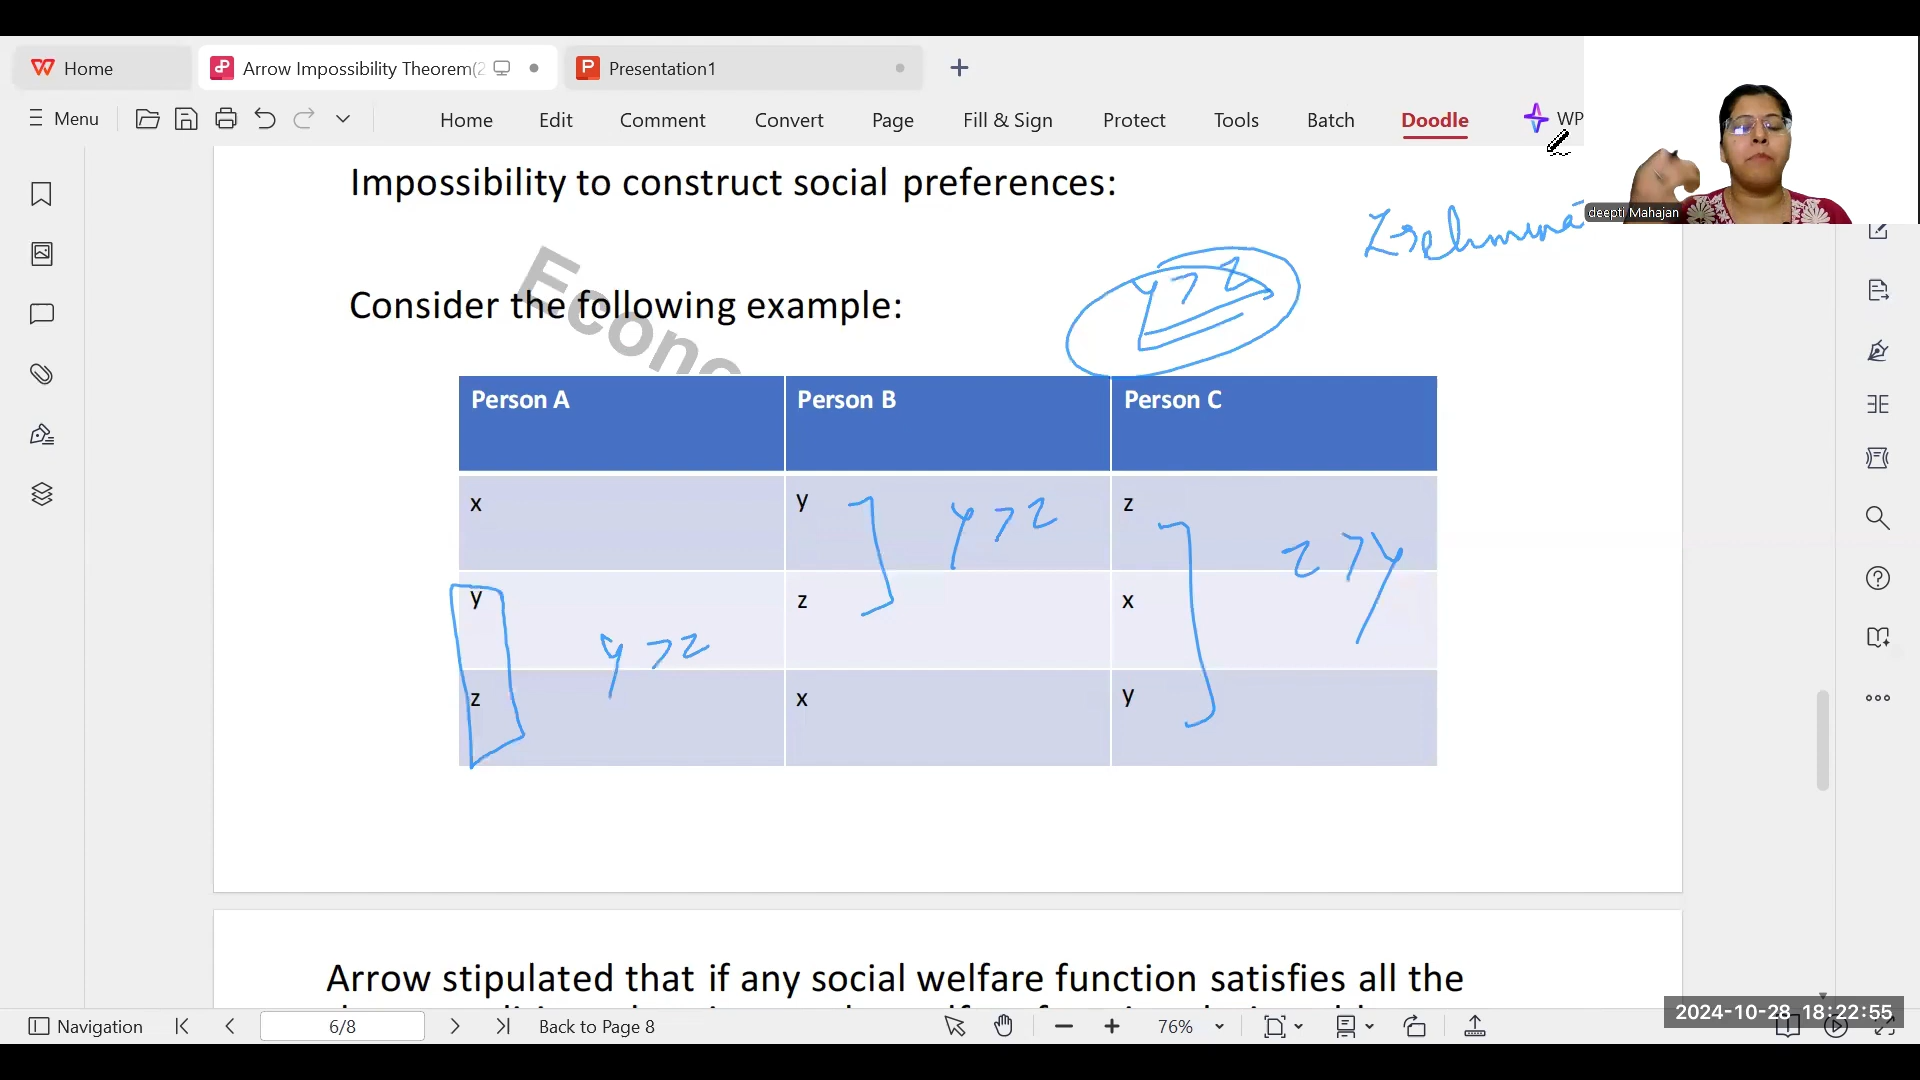 Home
Arrow Impossibility Theorem(2
Presentation1
Menu
Home Edit Comment Convert Page Fill & Sign Protect Tools Batch Doodle WP
deepti Mahajan
Impossibility to construct social preferences:
Econo
Consider the following example:
y > z
Person A Person B Person C
x y z
y > z
z > y
y z x
y > z
z x y
Arrow stipulated that if any social welfare function satisfies all the
2024-10-28 18:22:55
Navigation 6/8 Back to Page 8 76%